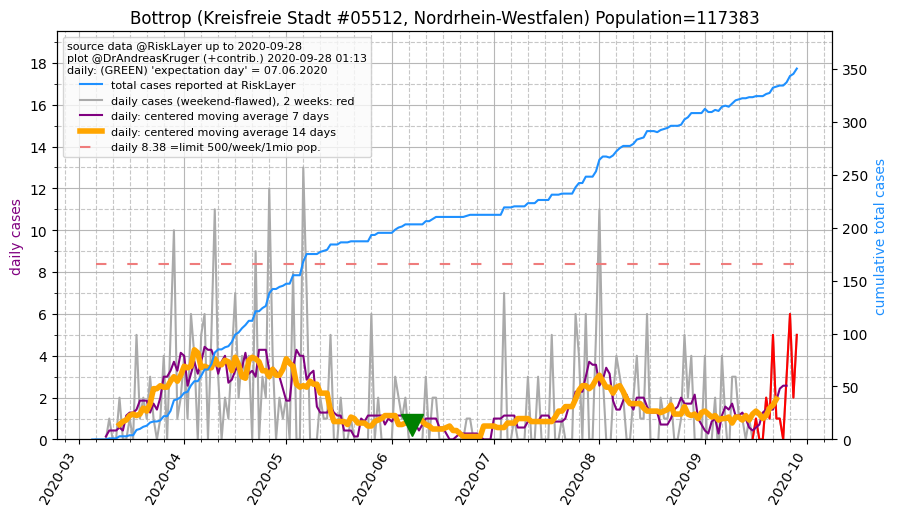 Bottrop (Kreisfreie Stadt #05512, Nordrhein-Westfalen) Population=117383
source data @RiskLayer up to 2020-09-28
plot @DrAndreasKruger (+contrib.) 2020-09-28 01:13
daily: (GREEN) 'expectation day' = 07.06.2020
total cases reported at RiskLayer
daily cases (weekend-flawed), 2 weeks: red
daily: centered moving average 7 days
daily: centered moving average 14 days
daily 8.38 =limit 500/week/1mio pop.
daily cases
18
16
14
12
10
8
6
4
2
0
cumulative total cases
350
300
250
200
150
100
50
0
2020-03
2020-04
2020-05
2020-06
2020-07
2020-08
2020-09
2020-10